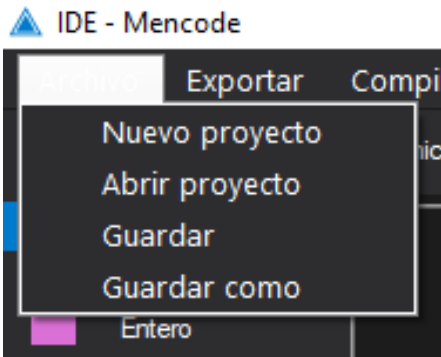 IDE - Mencode
Archivo Exportar Compi
Nuevo proyecto
Abrir proyecto
Guardar
Guardar como
Entero